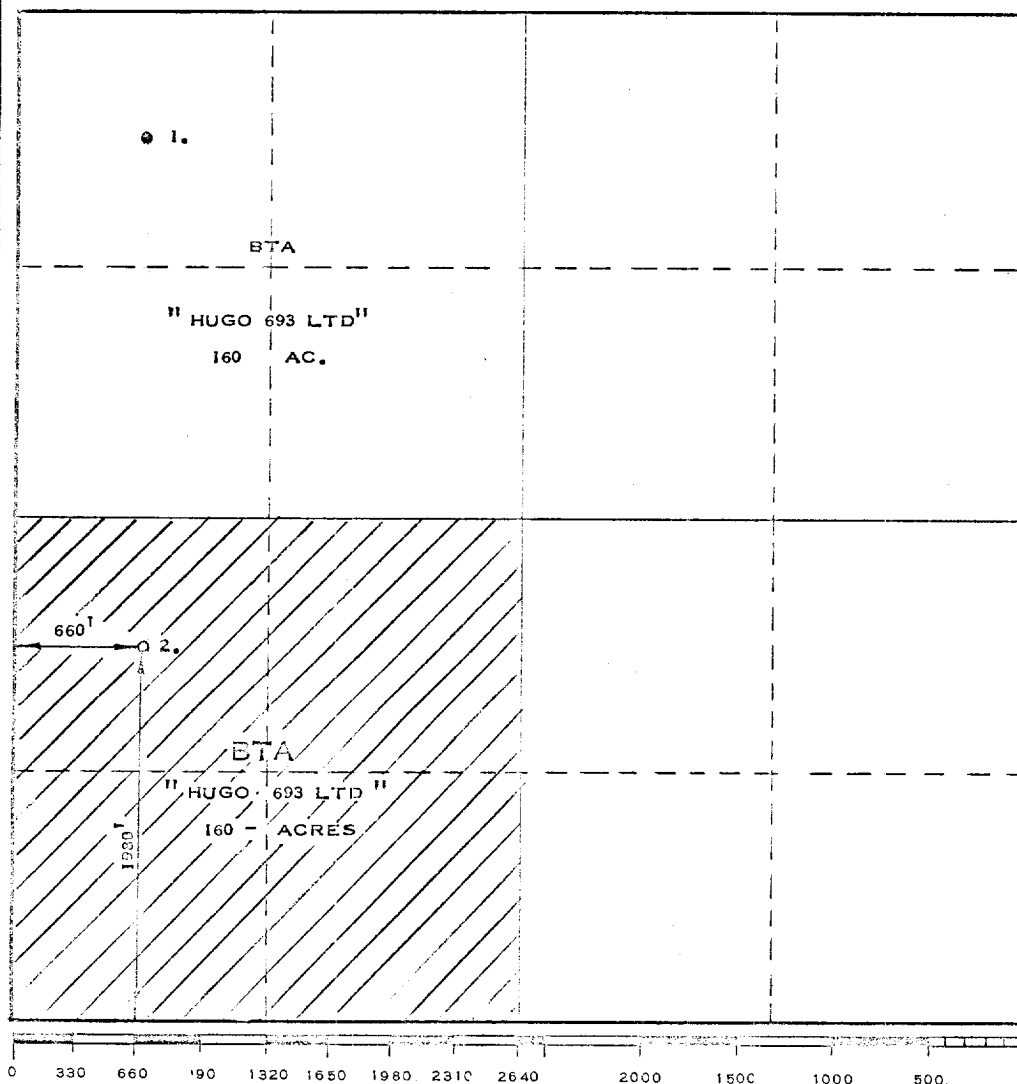 1.
BTA
"HUGO 693 LTD"
160 AC.
660'
2.
BTA
"HUGO 693 LTD"
160 - ACRES
1980'
0 330 660 '90 1320 1650 1980. 2310 2640 2000 1500 1000 500.